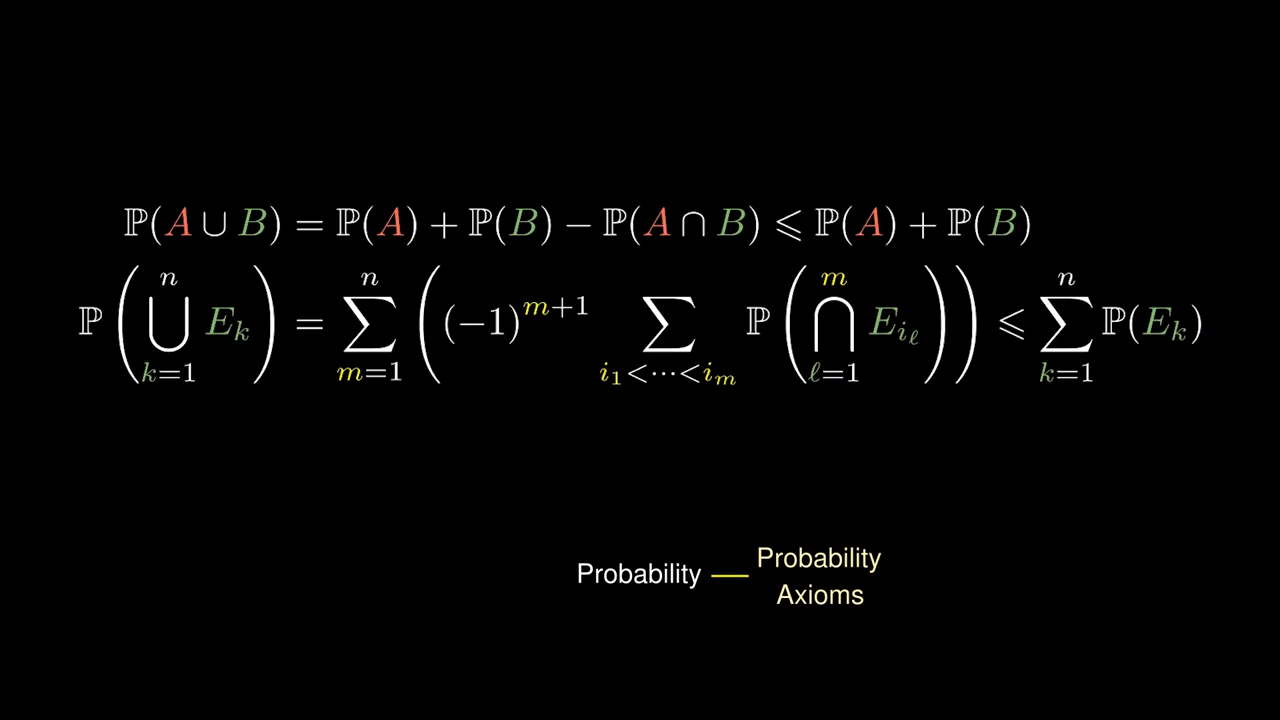 ℙ(A ∪ B) = ℙ(A) + ℙ(B) − ℙ(A ∩ B) ⩽ ℙ(A) + ℙ(B)
ℙ(⋃_{k=1}^{n} E_k) = ∑_{m=1}^{n} ((−1)^{m+1} ∑_{i_1<⋯<i_m} ℙ(⋂_{ℓ=1}^{m} E_{i_ℓ})) ⩽ ∑_{k=1}^{n} ℙ(E_k)
Probability — Probability
Axioms